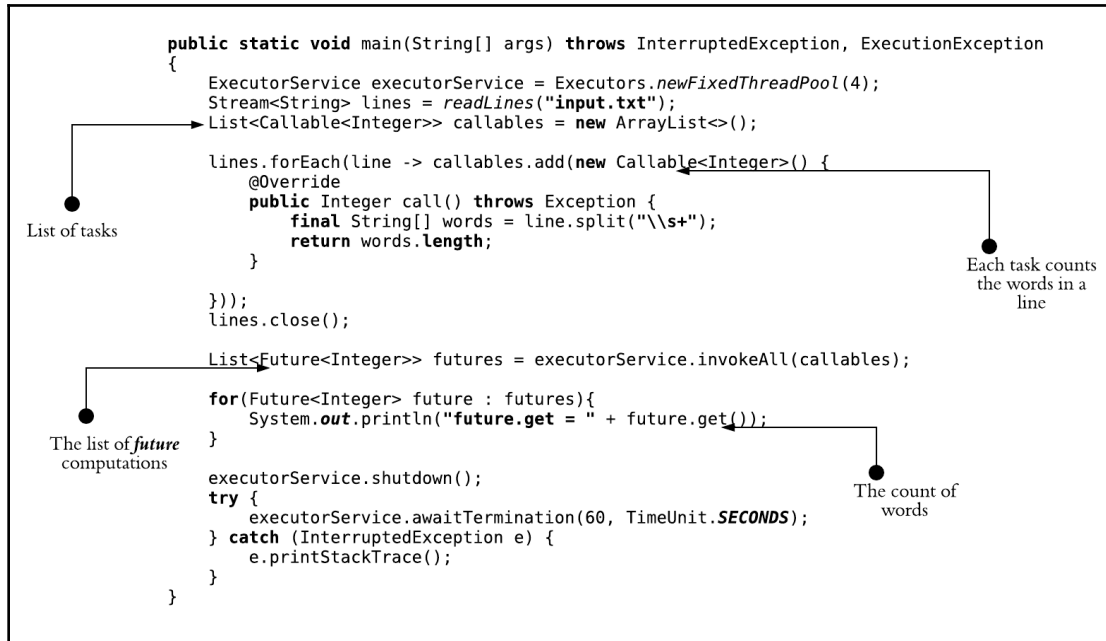 public static void main(String[] args) throws InterruptedException, ExecutionException
{
ExecutorService executorService = Executors.newFixedThreadPool(4);
Stream<String> lines = readLines("input.txt");
List<Callable<Integer>> callables = new ArrayList<>();
lines.forEach(line -> callables.add(new Callable<Integer>() {
@Override
public Integer call() throws Exception {
final String[] words = line.split("\\s+");
return words.length;
}
}));
lines.close();
List<Future<Integer>> futures = executorService.invokeAll(callables);
for(Future<Integer> future : futures){
System.out.println("future.get = " + future.get());
}
executorService.shutdown();
try {
executorService.awaitTermination(60, TimeUnit.SECONDS);
} catch (InterruptedException e) {
e.printStackTrace();
}
}
List of tasks
Each task counts
the words in a
line
The list of future
computations
The count of
words